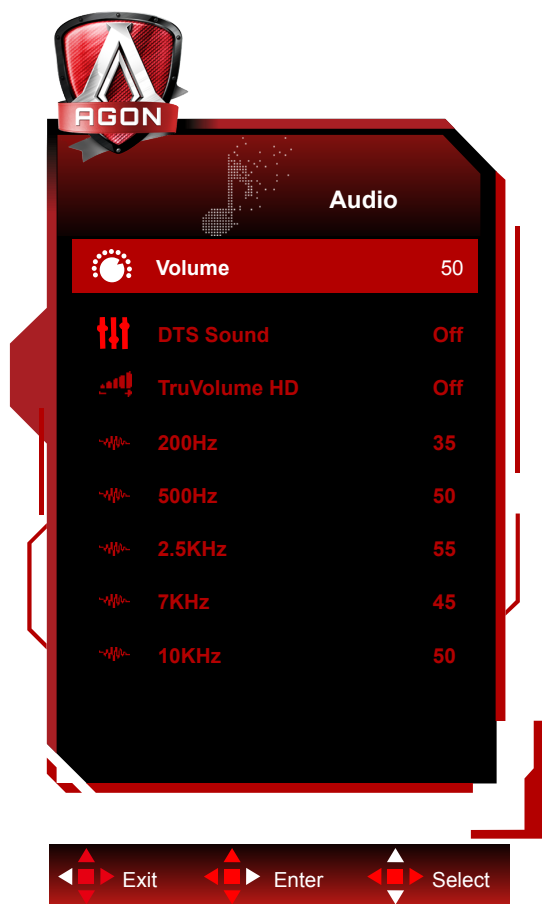 AGON
Audio
Volume 50
DTS Sound Off
TruVolume HD Off
200Hz 35
500Hz 50
2.5KHz 55
7KHz 45
10KHz 50
Exit Enter Select